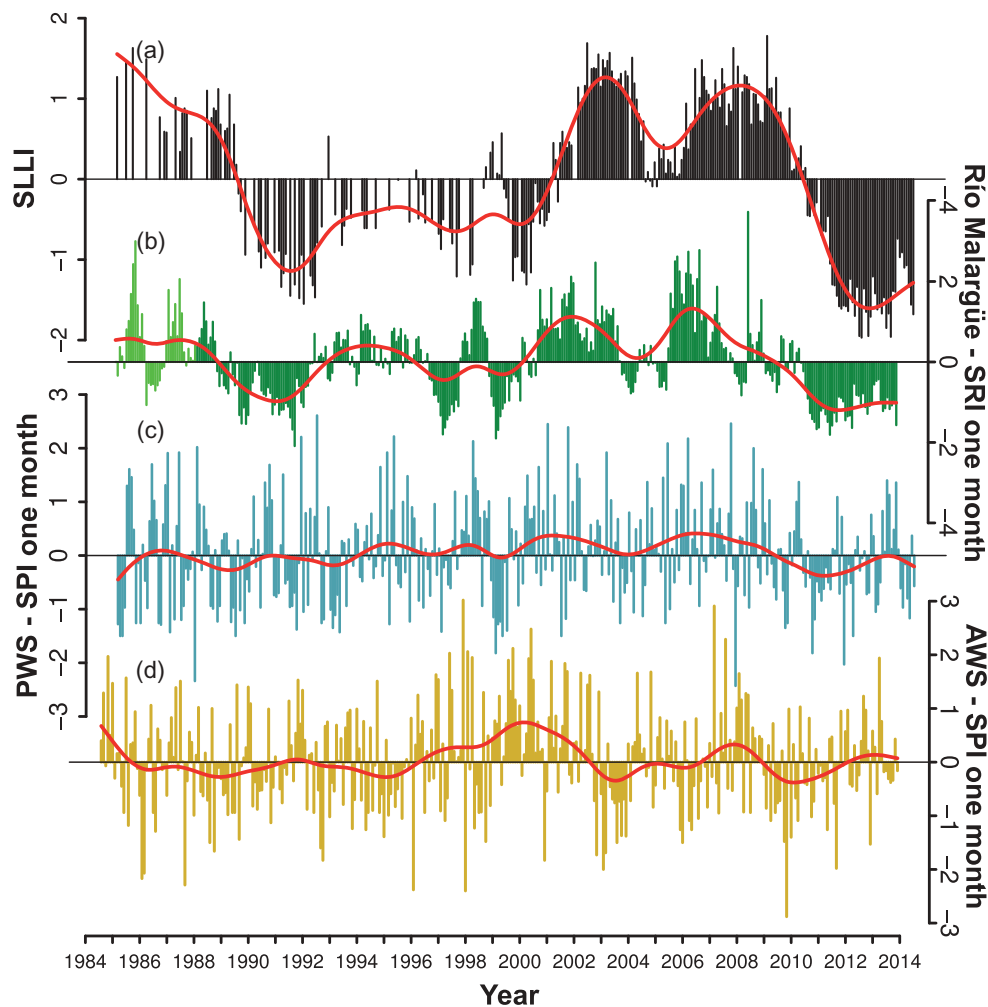 SLLI
2
1
0
−1
−2
(a)
Río Malargüe - SRI one month
4
2
0
−2
−4
(b)
PWS - SPI one month
3
2
1
0
−1
−2
−3
(c)
AWS - SPI one month
3
2
1
0
−1
−2
−3
(d)
1984 1986 1988 1990 1992 1994 1996 1998 2000 2002 2004 2006 2008 2010 2012 2014
Year